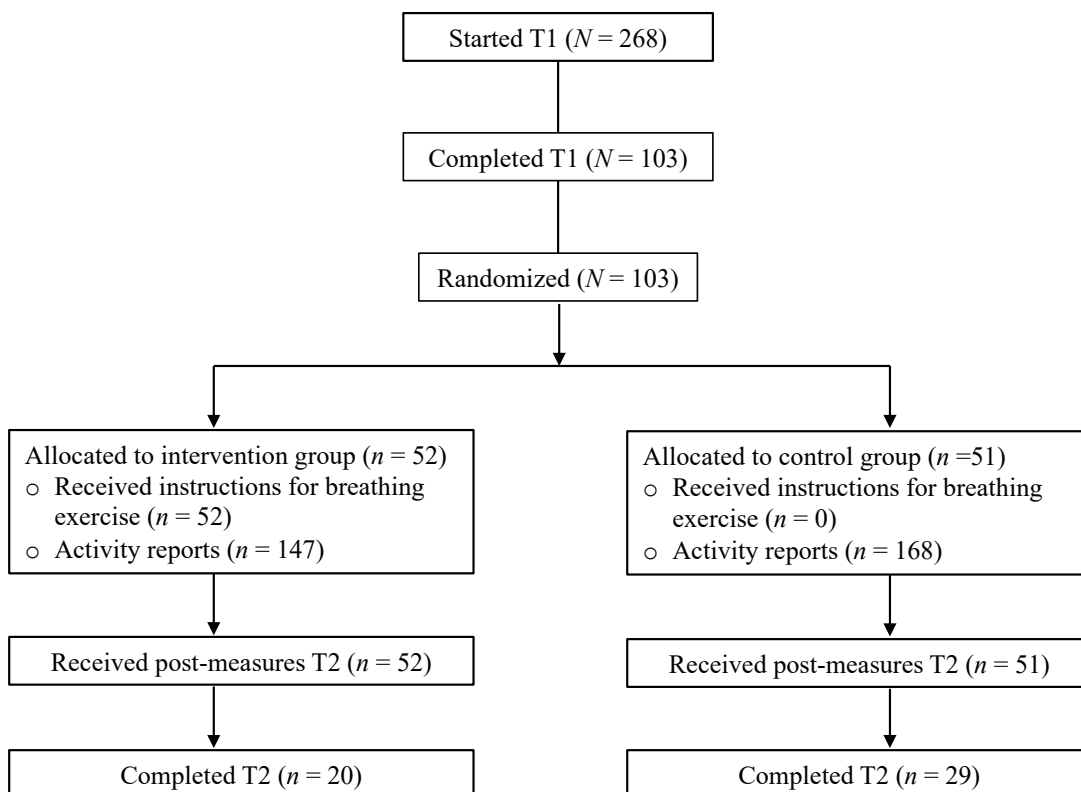 Started T1 (N = 268)
Completed T1 (N = 103)
Randomized (N = 103)
Allocated to intervention group (n = 52)
○ Received instructions for breathing
exercise (n = 52)
○ Activity reports (n = 147)
Allocated to control group (n =51)
○ Received instructions for breathing
exercise (n = 0)
○ Activity reports (n = 168)
Received post-measures T2 (n = 52)
Received post-measures T2 (n = 51)
Completed T2 (n = 20)
Completed T2 (n = 29)